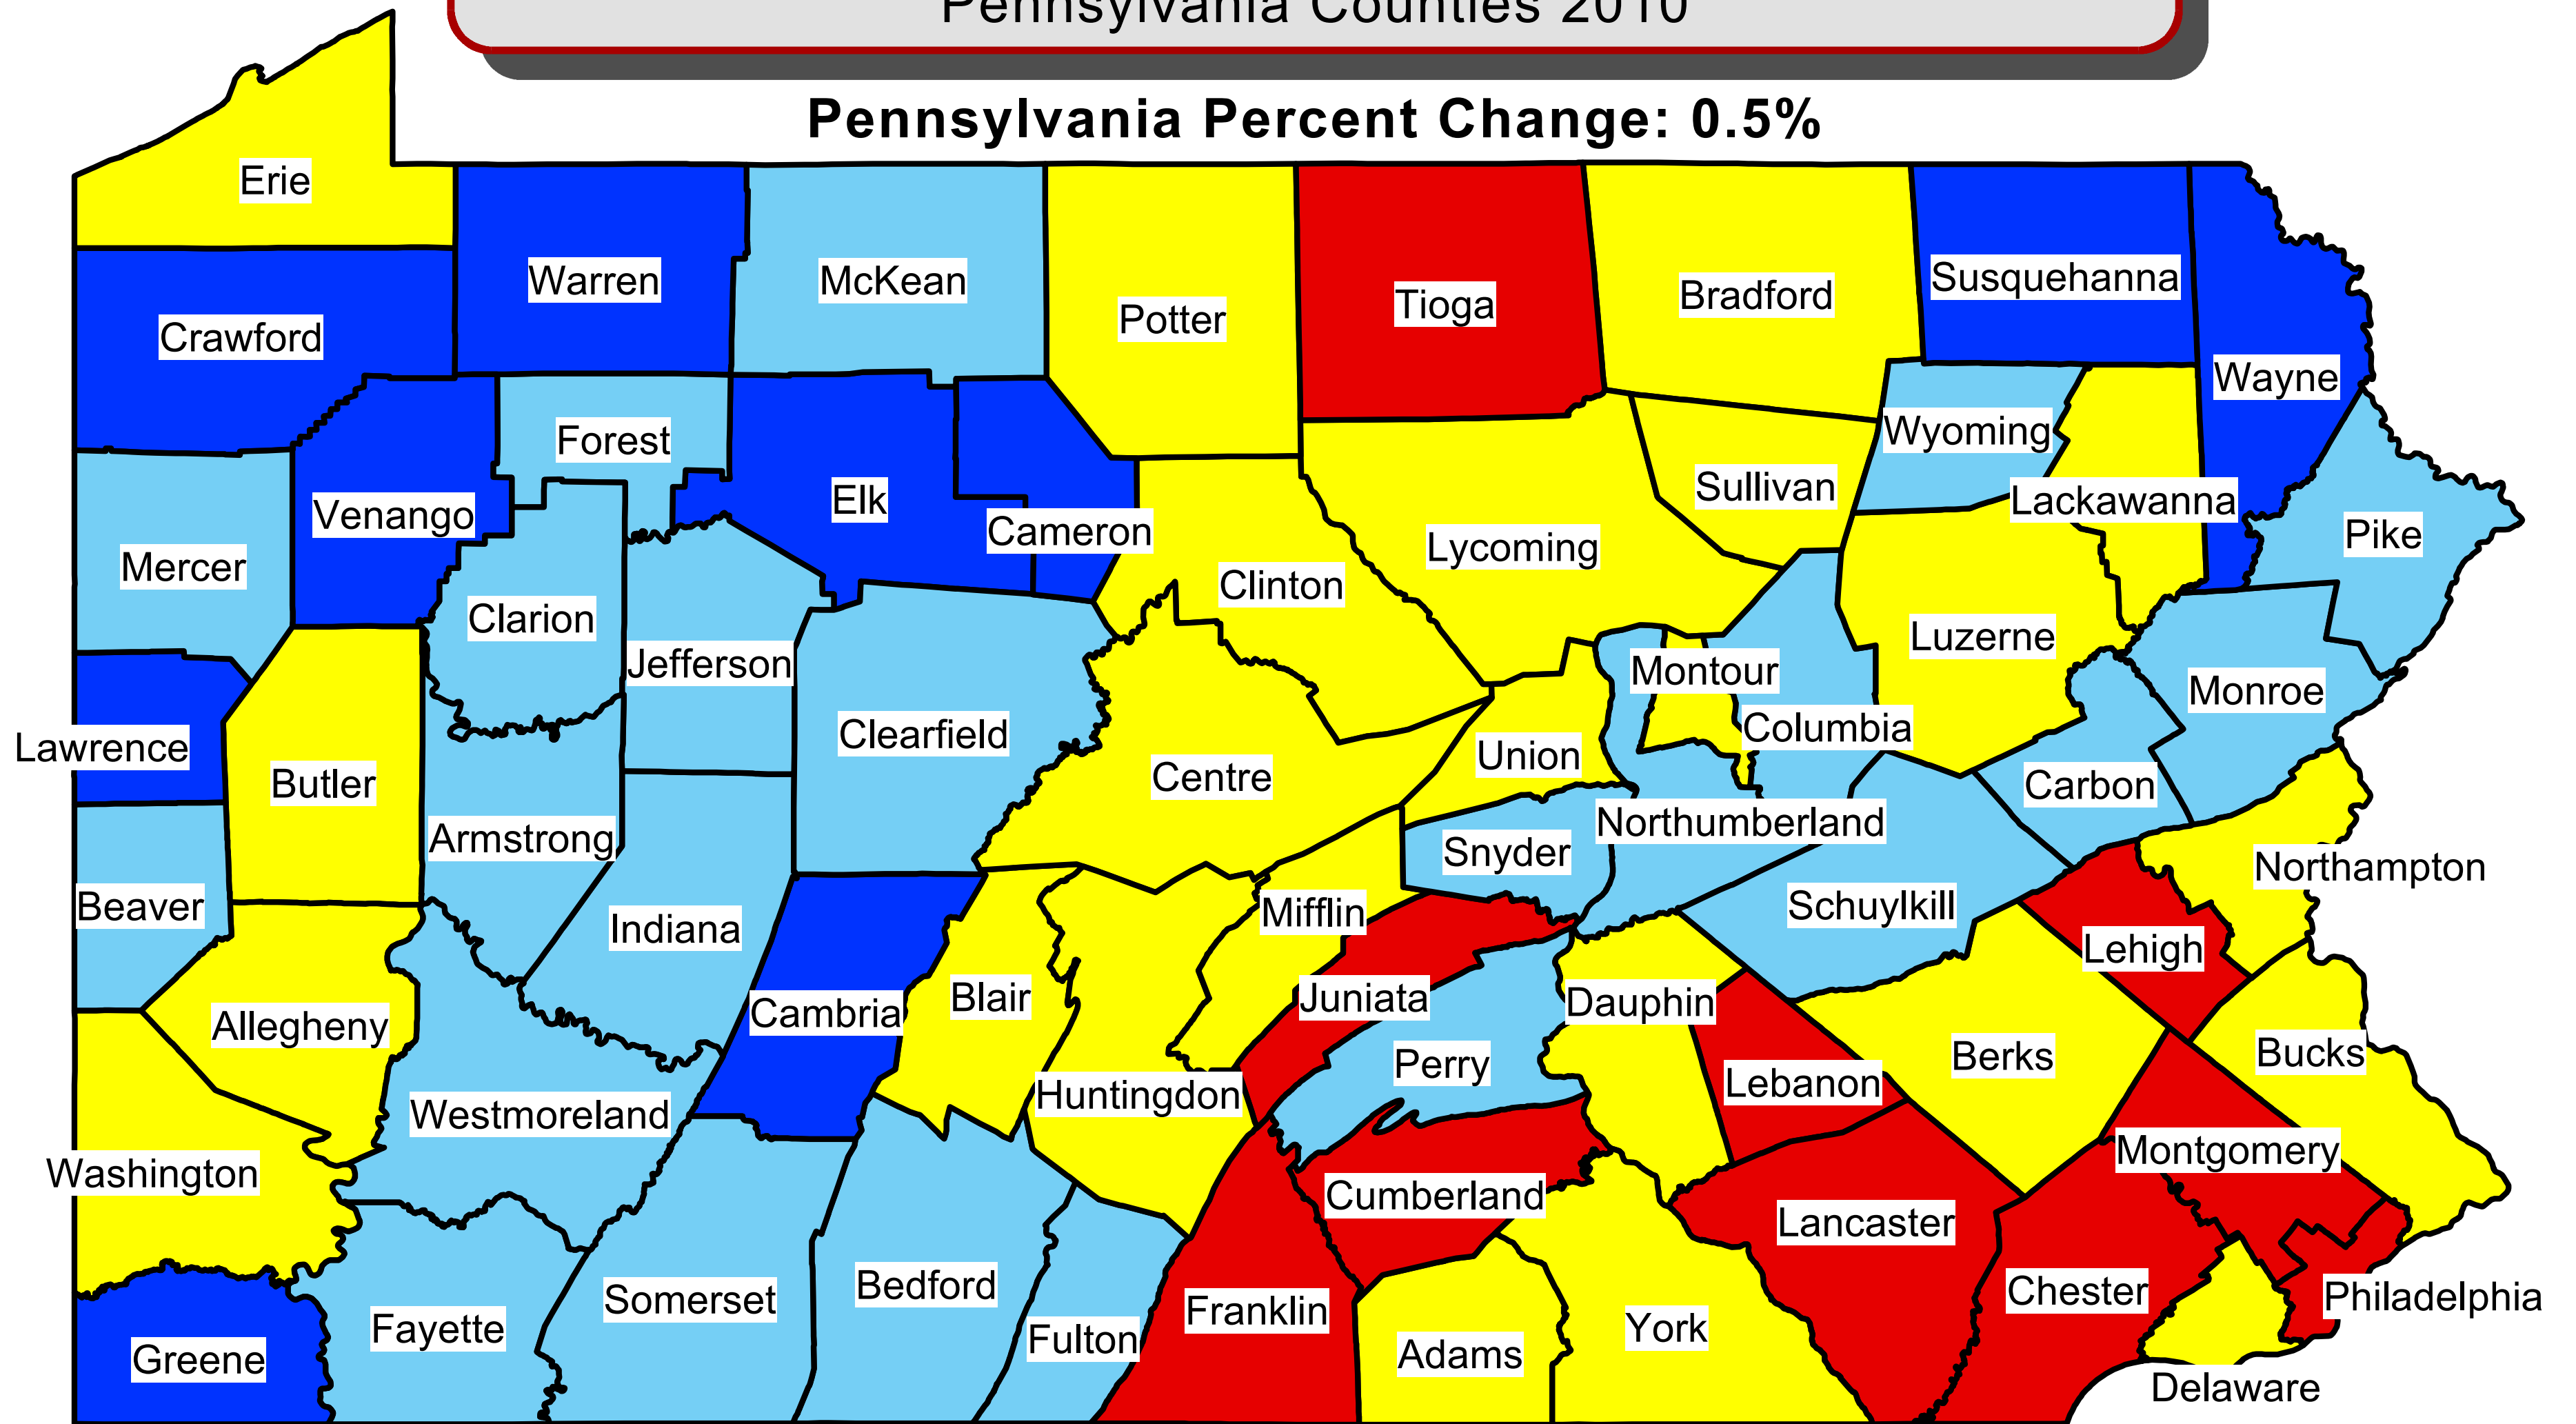 Pennsylvania Counties 2010
Pennsylvania Percent Change: 0.5%
Erie
Warren
McKean
Potter
Tioga
Bradford
Susquehanna
Wayne
Crawford
Forest
Elk
Cameron
Wyoming
Lackawanna
Pike
Mercer
Venango
Clarion
Jefferson
Clearfield
Clinton
Lycoming
Sullivan
Luzerne
Monroe
Lawrence
Butler
Armstrong
Centre
Union
Montour
Columbia
Carbon
Northampton
Beaver
Indiana
Cambria
Blair
Huntingdon
Mifflin
Snyder
Northumberland
Schuylkill
Lehigh
Allegheny
Westmoreland
Juniata
Perry
Dauphin
Lebanon
Berks
Bucks
Washington
Cumberland
Lancaster
Montgomery
Greene
Fayette
Somerset
Bedford
Fulton
Franklin
Adams
York
Chester
Philadelphia
Delaware